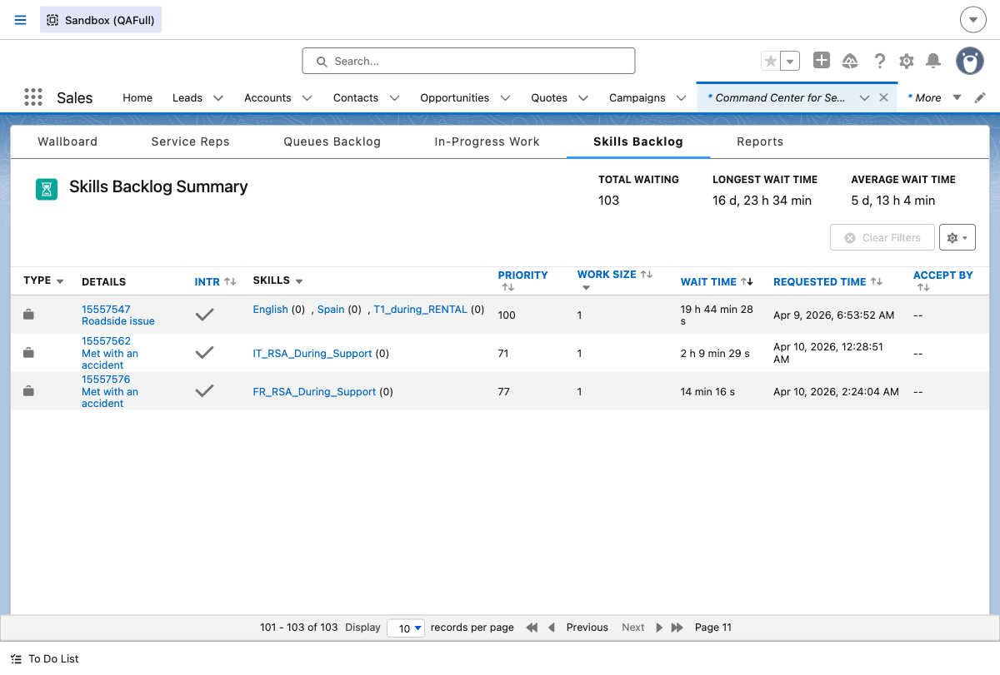 Sandbox (QAFull)
Search...
Sales
Home
Leads
Accounts
Contacts
Opportunities
Quotes
Campaigns
* Command Center for Se...
* More
Wallboard
Service Reps
Queues Backlog
In-Progress Work
Skills Backlog
Reports
Skills Backlog Summary
TOTAL WAITING
103
LONGEST WAIT TIME
16 d, 23 h 34 min
AVERAGE WAIT TIME
5 d, 13 h 4 min
Clear Filters
TYPE
DETAILS
INTR
SKILLS
PRIORITY
WORK SIZE
WAIT TIME
REQUESTED TIME
ACCEPT BY
15557547
Roadside issue
English (0) , Spain (0) , T1_during_RENTAL (0)
100
1
19 h 44 min 28
s
Apr 9, 2026, 6:53:52 AM
--
15557562
Met with an
accident
IT_RSA_During_Support (0)
71
1
2 h 9 min 29 s
Apr 10, 2026, 12:28:51
AM
--
15557576
Met with an
accident
FR_RSA_During_Support (0)
77
1
14 min 16 s
Apr 10, 2026, 2:24:04 AM
--
101 - 103 of 103 Display 10 records per page Previous Next Page 11
To Do List